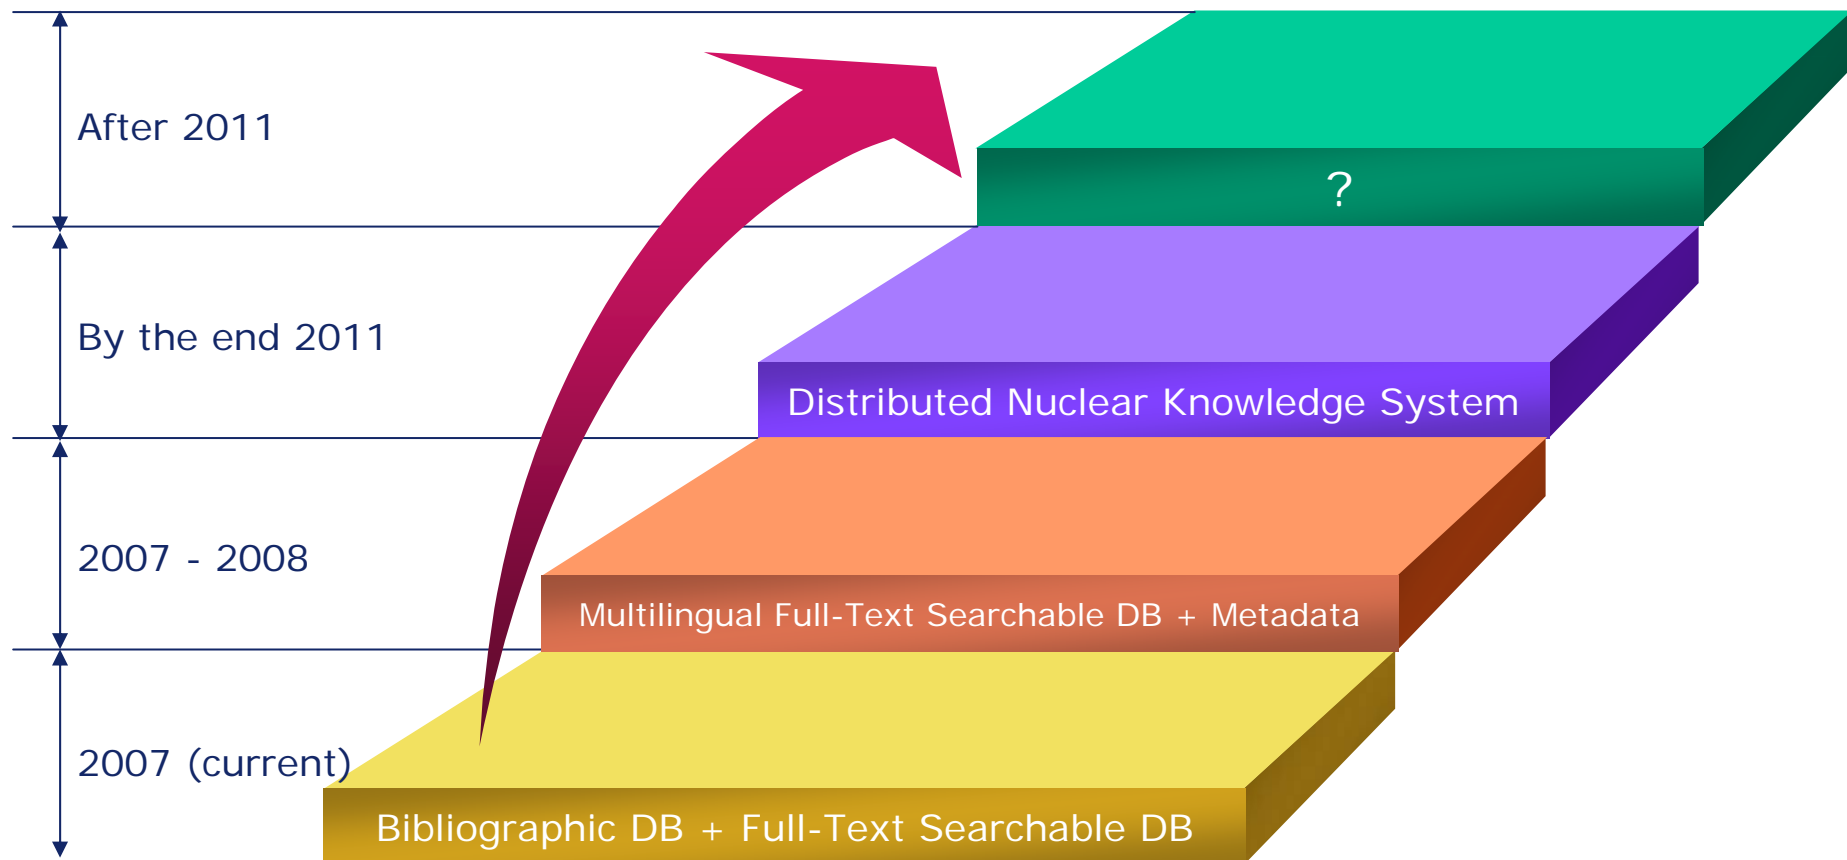 After 2011
?
By the end 2011
Distributed Nuclear Knowledge System
2007 - 2008
Multilingual Full-Text Searchable DB + Metadata
2007 (current)
Bibliographic DB + Full-Text Searchable DB